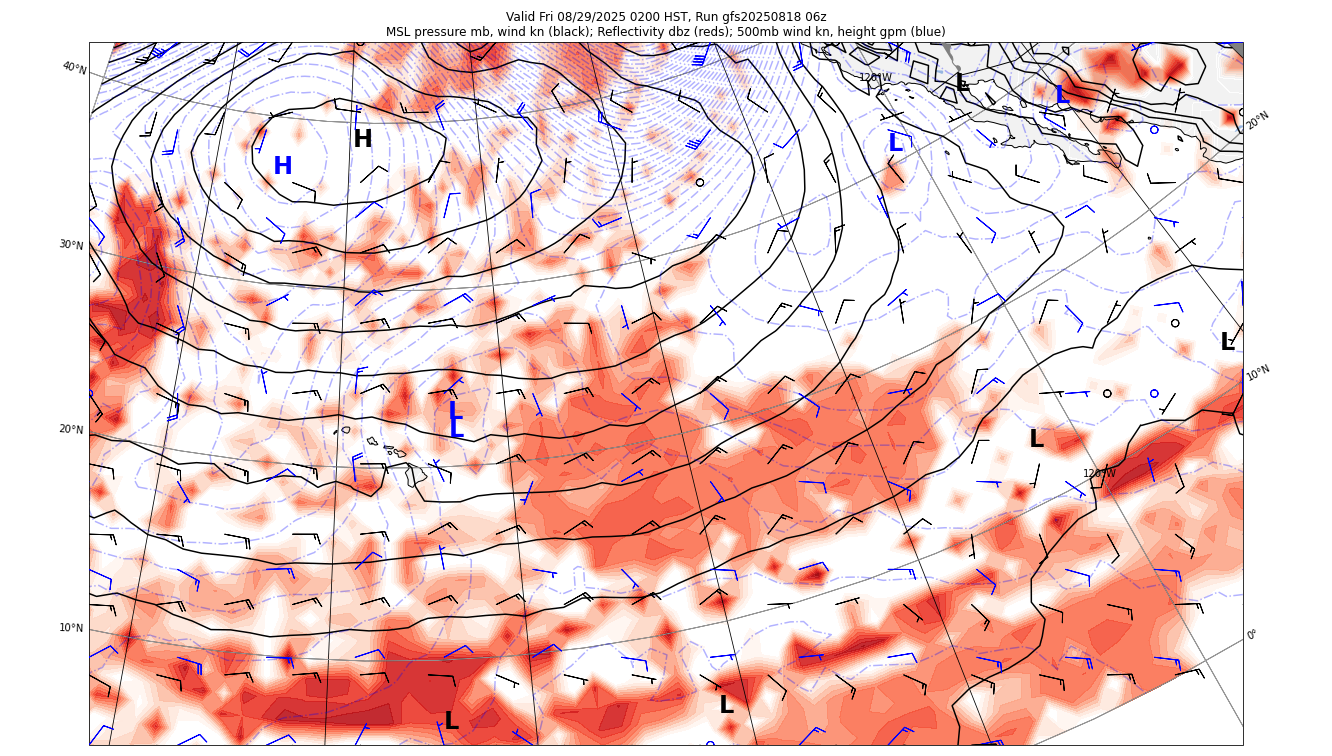 Valid Fri 08/29/2025 0200 HST, Run gfs20250818 06z
MSL pressure mb, wind kn (black); Reflectivity dbz (reds); 500mb wind kn, height gpm (blue)
40°N
120°W
L
L
20°N
H
H
L
30°N
L
10°N
L
L
20°N
L
120°W
10°N
0°
L
L